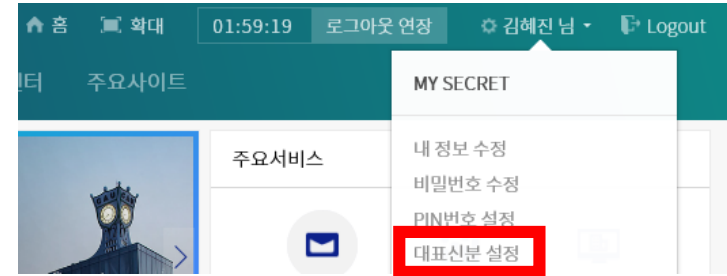 홈 확대 01:59:19 로그아웃 연장 김혜진 님 Logout
터 주요사이트
MY SECRET
주요서비스
내 정보 수정
비밀번호 수정
PIN번호 설정
대표신분 설정